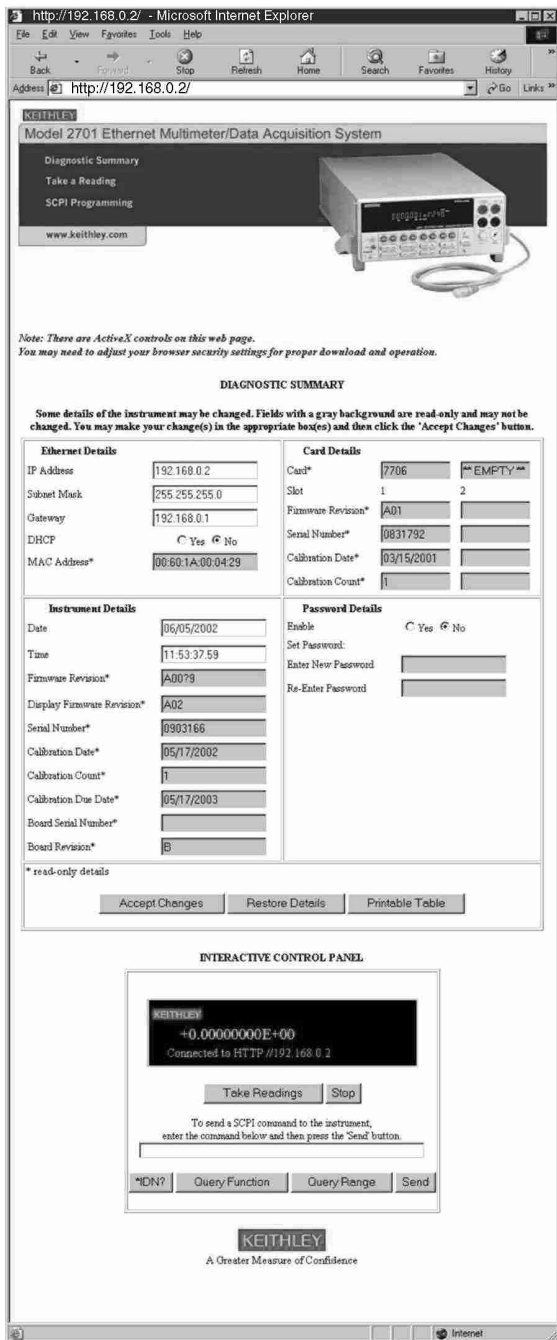 http://192.168.0.2/ - Microsoft Internet Explorer
File Edit View Favorites Tools Help
Back Forward Stop Refresh Home Search Favorites History »
Address http://192.168.0.2/ Go Links »
KEITHLEY
Model 2701 Ethernet Multimeter/Data Acquisition System
Diagnostic Summary
Take a Reading
SCPI Programming
www.keithley.com
Note: There are ActiveX controls on this web page.
You may need to adjust your browser security settings for proper download and operation.
DIAGNOSTIC SUMMARY
Some details of the instrument may be changed. Fields with a gray background are read-only and may not be
changed. You may make your change(s) in the appropriate box(es) and then click the 'Accept Changes' button.
Ethernet Details
IP Address 192.168.0.2
Subnet Mask 255.255.255.0
Gateway 192.168.0.1
DHCP Yes No
MAC Address* 00:60:1A:00:04:29
Card Details
Card* 7706 ** EMPTY **
Slot 1 2
Firmware Revision* A01
Serial Number* 0831792
Calibration Date* 03/15/2001
Calibration Count* 1
Instrument Details
Date 06/05/2002
Time 11:53:37.59
Firmware Revision* A00?9
Display Firmware Revision* A02
Serial Number* 0903166
Calibration Date* 05/17/2002
Calibration Count* 1
Calibration Due Date* 05/17/2003
Board Serial Number*
Board Revision* B
Password Details
Enable Yes No
Set Password:
Enter New Password
Re-Enter Password
* read-only details
Accept Changes Restore Details Printable Table
INTERACTIVE CONTROL PANEL
KEITHLEY
+0.00000000E+00
Connected to HTTP://192.168.0.2
Take Readings Stop
To send a SCPI command to the instrument,
enter the command below and then press the 'Send' button.
*IDN? Query Function Query Range Send
KEITHLEY
A Greater Measure of Confidence
Internet